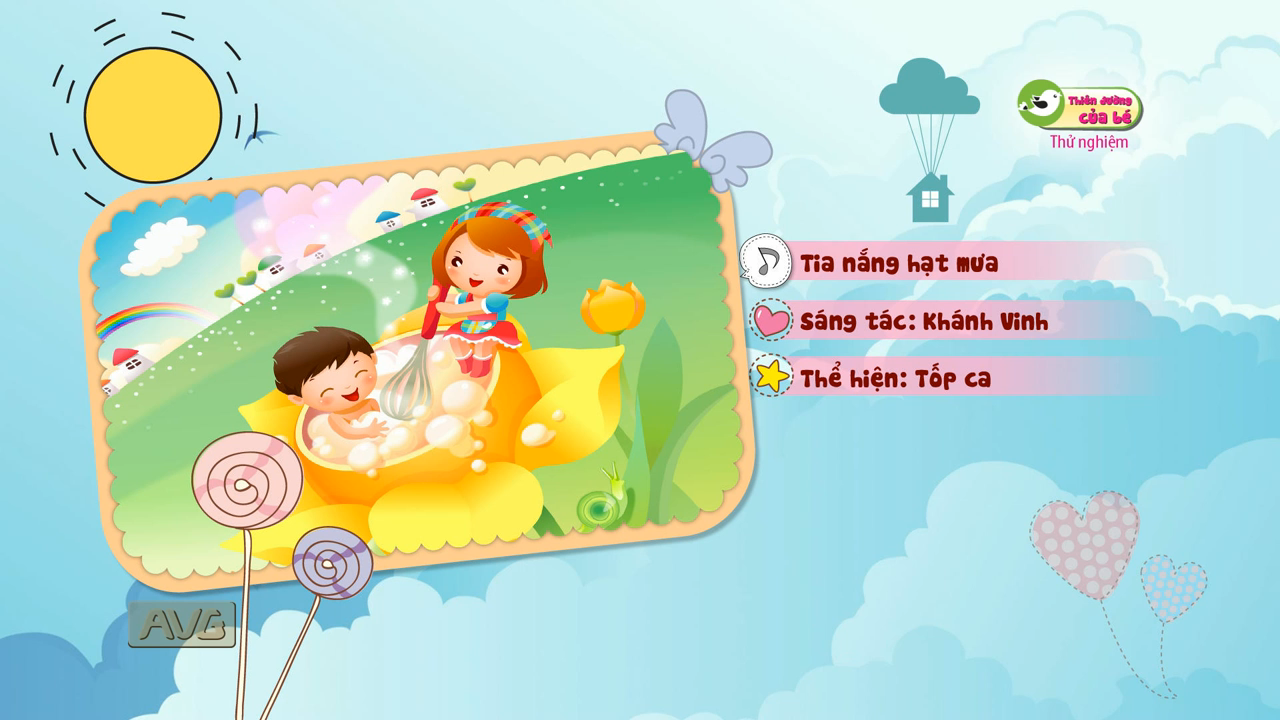 Thiên đường
của bé
Thử nghiệm
Tia nắng hạt mưa
Sáng tác: Khánh Vinh
Thể hiện: Tốp ca
AVG